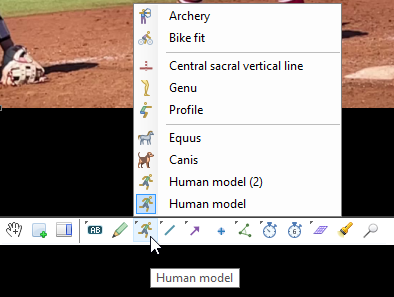 Archery
Bike fit
Central sacral vertical line
Genu
Profile
Equus
Canis
Human model (2)
Human model
AB
6
Human model